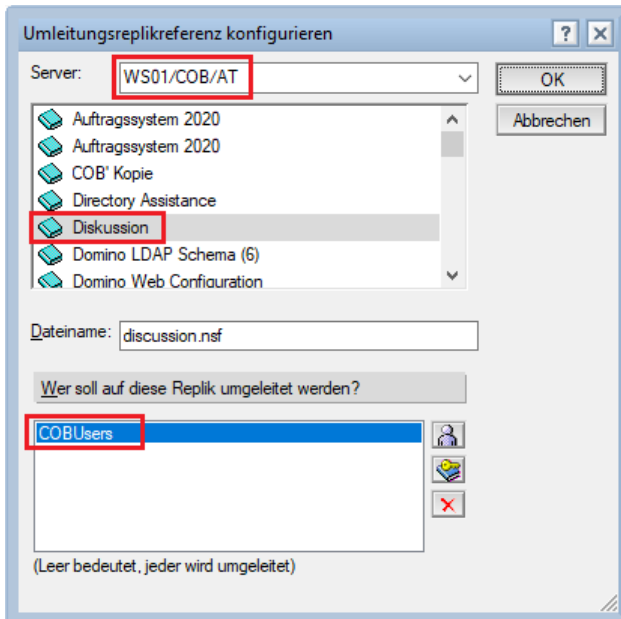 Umleitungsreplikreferenz konfigurieren
Server: WS01/COB/AT
OK
Abbrechen
Auftragssystem 2020
Auftragssystem 2020
COB' Kopie
Directory Assistance
Diskussion
Domino LDAP Schema (6)
Domino Web Configuration
Dateiname: discussion.nsf
Wer soll auf diese Replik umgeleitet werden?
COBUsers
(Leer bedeutet, jeder wird umgeleitet)